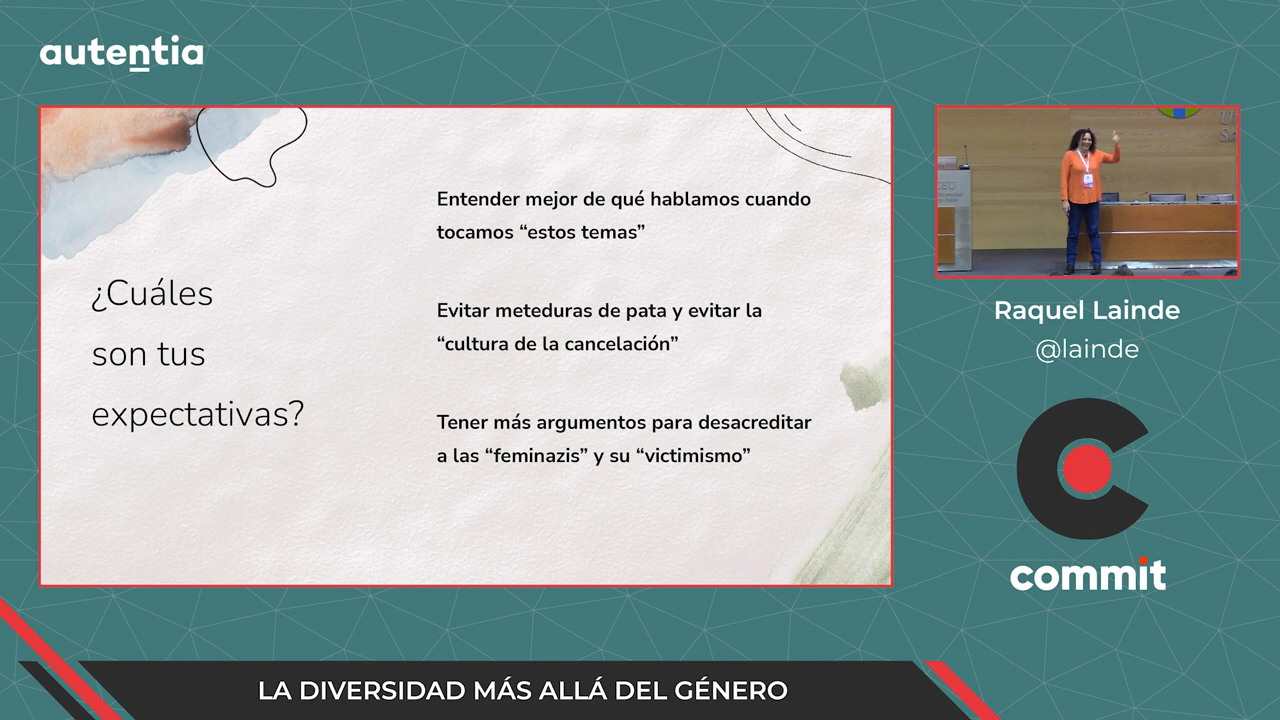 autentia
¿Cuáles
son tus
expectativas?
Entender mejor de qué hablamos cuando
tocamos “estos temas”
Evitar meteduras de pata y evitar la
“cultura de la cancelación”
Tener más argumentos para desacreditar
a las “feminazis” y su “victimismo”
Raquel Lainde
@lainde
commit
LA DIVERSIDAD MÁS ALLÁ DEL GÉNERO